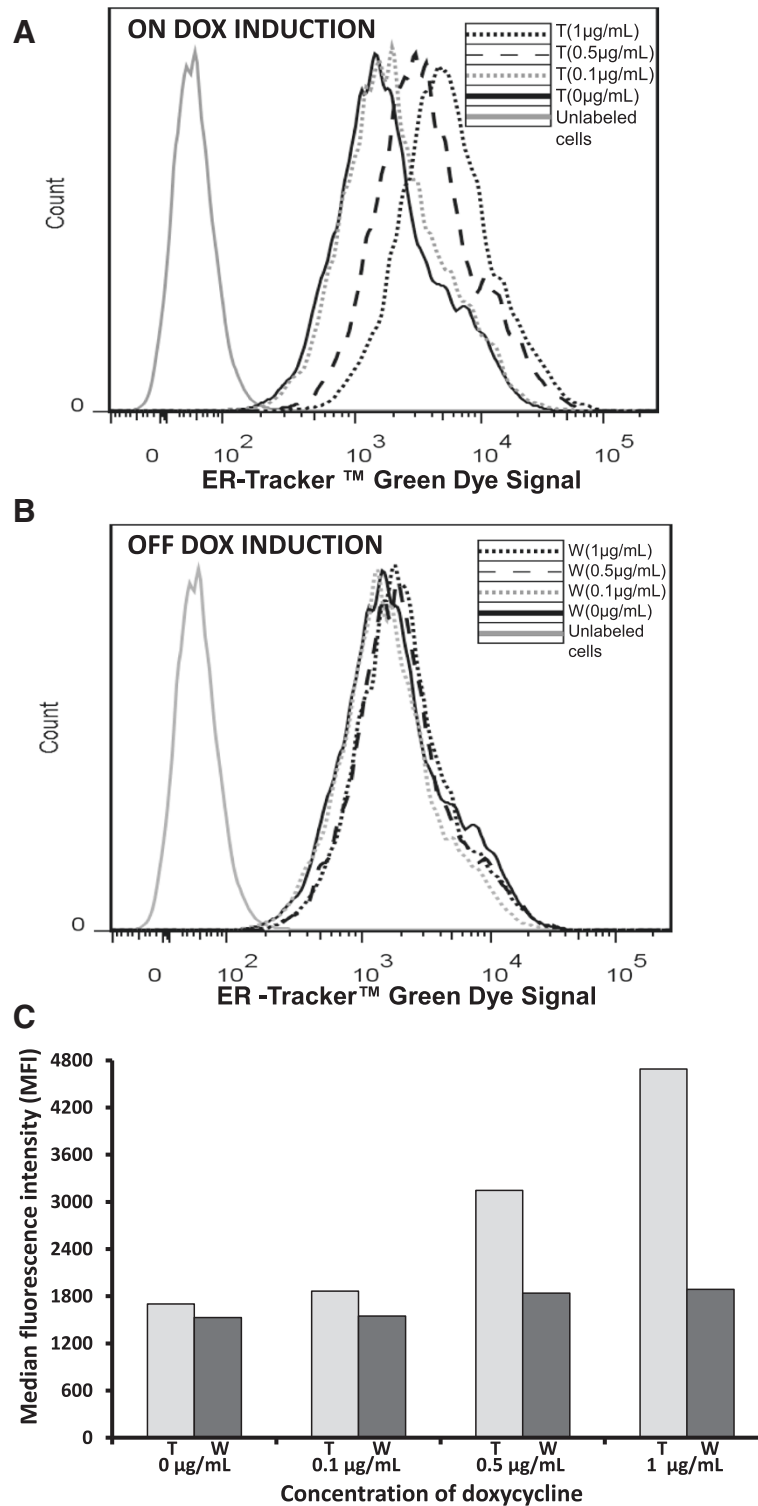 A
ON DOX INDUCTION
T(1µg/mL)
T(0.5µg/mL)
T(0.1µg/mL)
T(0µg/mL)
Unlabeled
cells
Count
0
0 10² 10³ 10⁴ 10⁵
ER-Tracker ™ Green Dye Signal
B
OFF DOX INDUCTION
W(1µg/mL)
W(0.5µg/mL)
W(0.1µg/mL)
W(0µg/mL)
Unlabeled
cells
Count
0
0 10² 10³ 10⁴ 10⁵
ER -Tracker™ Green Dye Signal
C
Median fluorescence intensity (MFI)
4800
4200
3600
3000
2400
1800
1200
600
0
T W T W T W T W
0 µg/mL 0.1 µg/mL 0.5 µg/mL 1 µg/mL
Concentration of doxycycline